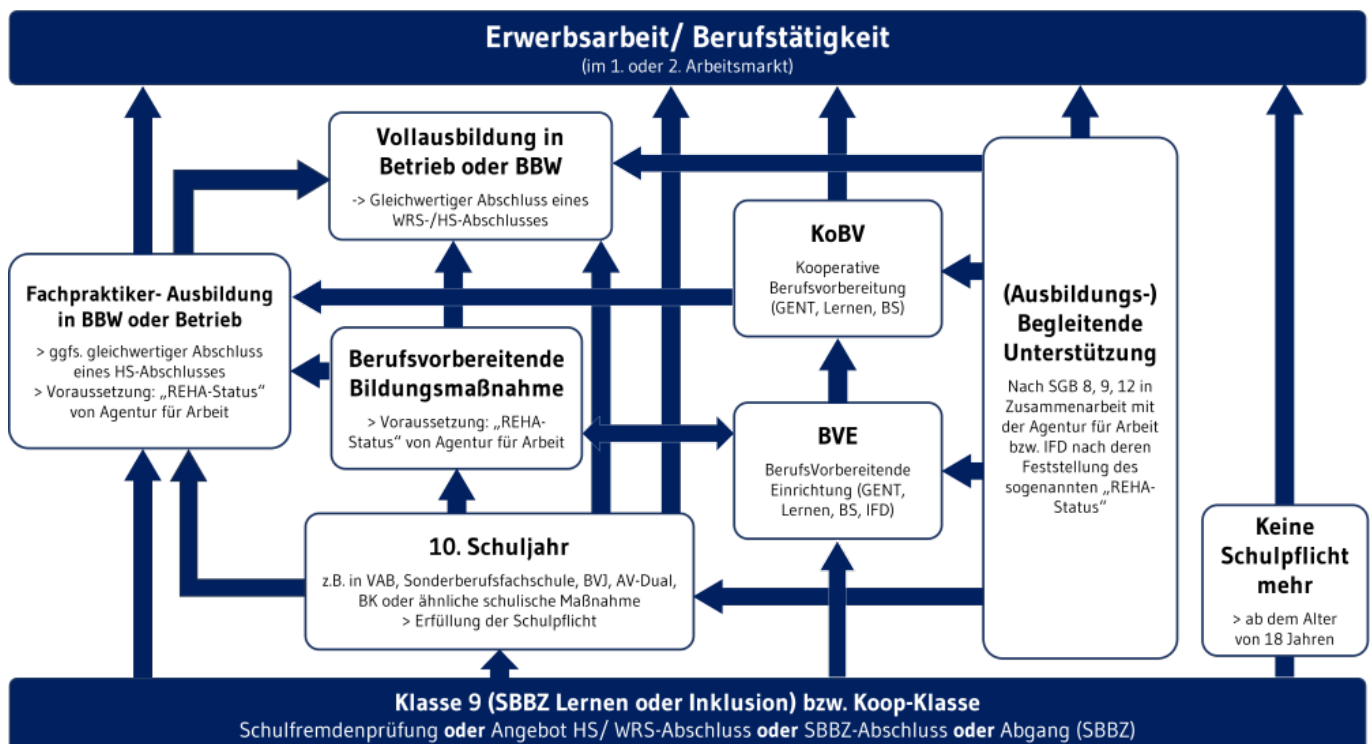 Erwerbsarbeit/ Berufstätigkeit
(im 1. oder 2. Arbeitsmarkt)
Vollausbildung in
Betrieb oder BBW
-> Gleichwertiger Abschluss eines
WRS-/HS-Abschlusses
KoBV
Kooperative
Berufsvorbereitung
(GENT, Lernen, BS)
(Ausbildungs-)
Begleitende
Unterstützung
Nach SGB 8, 9, 12 in
Zusammenarbeit mit
der Agentur für Arbeit
bzw. IFD nach deren
Feststellung des
sogenannten „REHA-
Status“
Fachpraktiker- Ausbildung
in BBW oder Betrieb
> ggfs. gleichwertiger Abschluss
eines HS-Abschlusses
> Voraussetzung: „REHA-Status“
von Agentur für Arbeit
Berufsvorbereitende
Bildungsmaßnahme
> Voraussetzung: „REHA-
Status“ von Agentur für Arbeit
BVE
BerufsVorbereitende
Einrichtung (GENT,
Lernen, BS, IFD)
10. Schuljahr
z.B. in VAB, Sonderberufsfachschule, BVJ, AV-Dual,
BK oder ähnliche schulische Maßnahme
> Erfüllung der Schulpflicht
Keine
Schulpflicht
mehr
> ab dem Alter
von 18 Jahren
Klasse 9 (SBBZ Lernen oder Inklusion) bzw. Koop-Klasse
Schulfremdenprüfung oder Angebot HS/ WRS-Abschluss oder SBBZ-Abschluss oder Abgang (SBBZ)